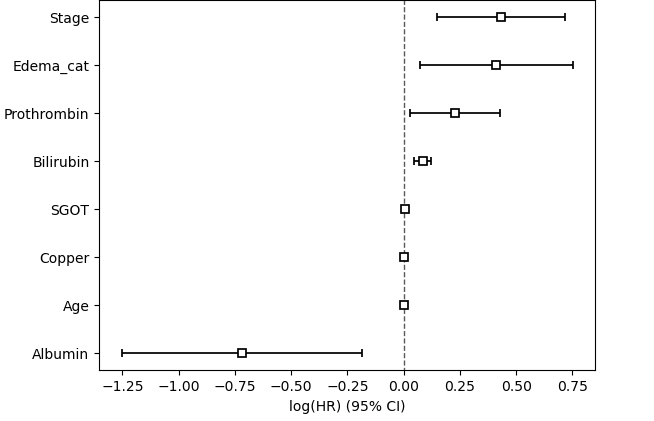 Stage
Edema_cat
Prothrombin
Bilirubin
SGOT
Copper
Age
Albumin
−1.25 −1.00 −0.75 −0.50 −0.25 0.00 0.25 0.50 0.75
log(HR) (95% CI)